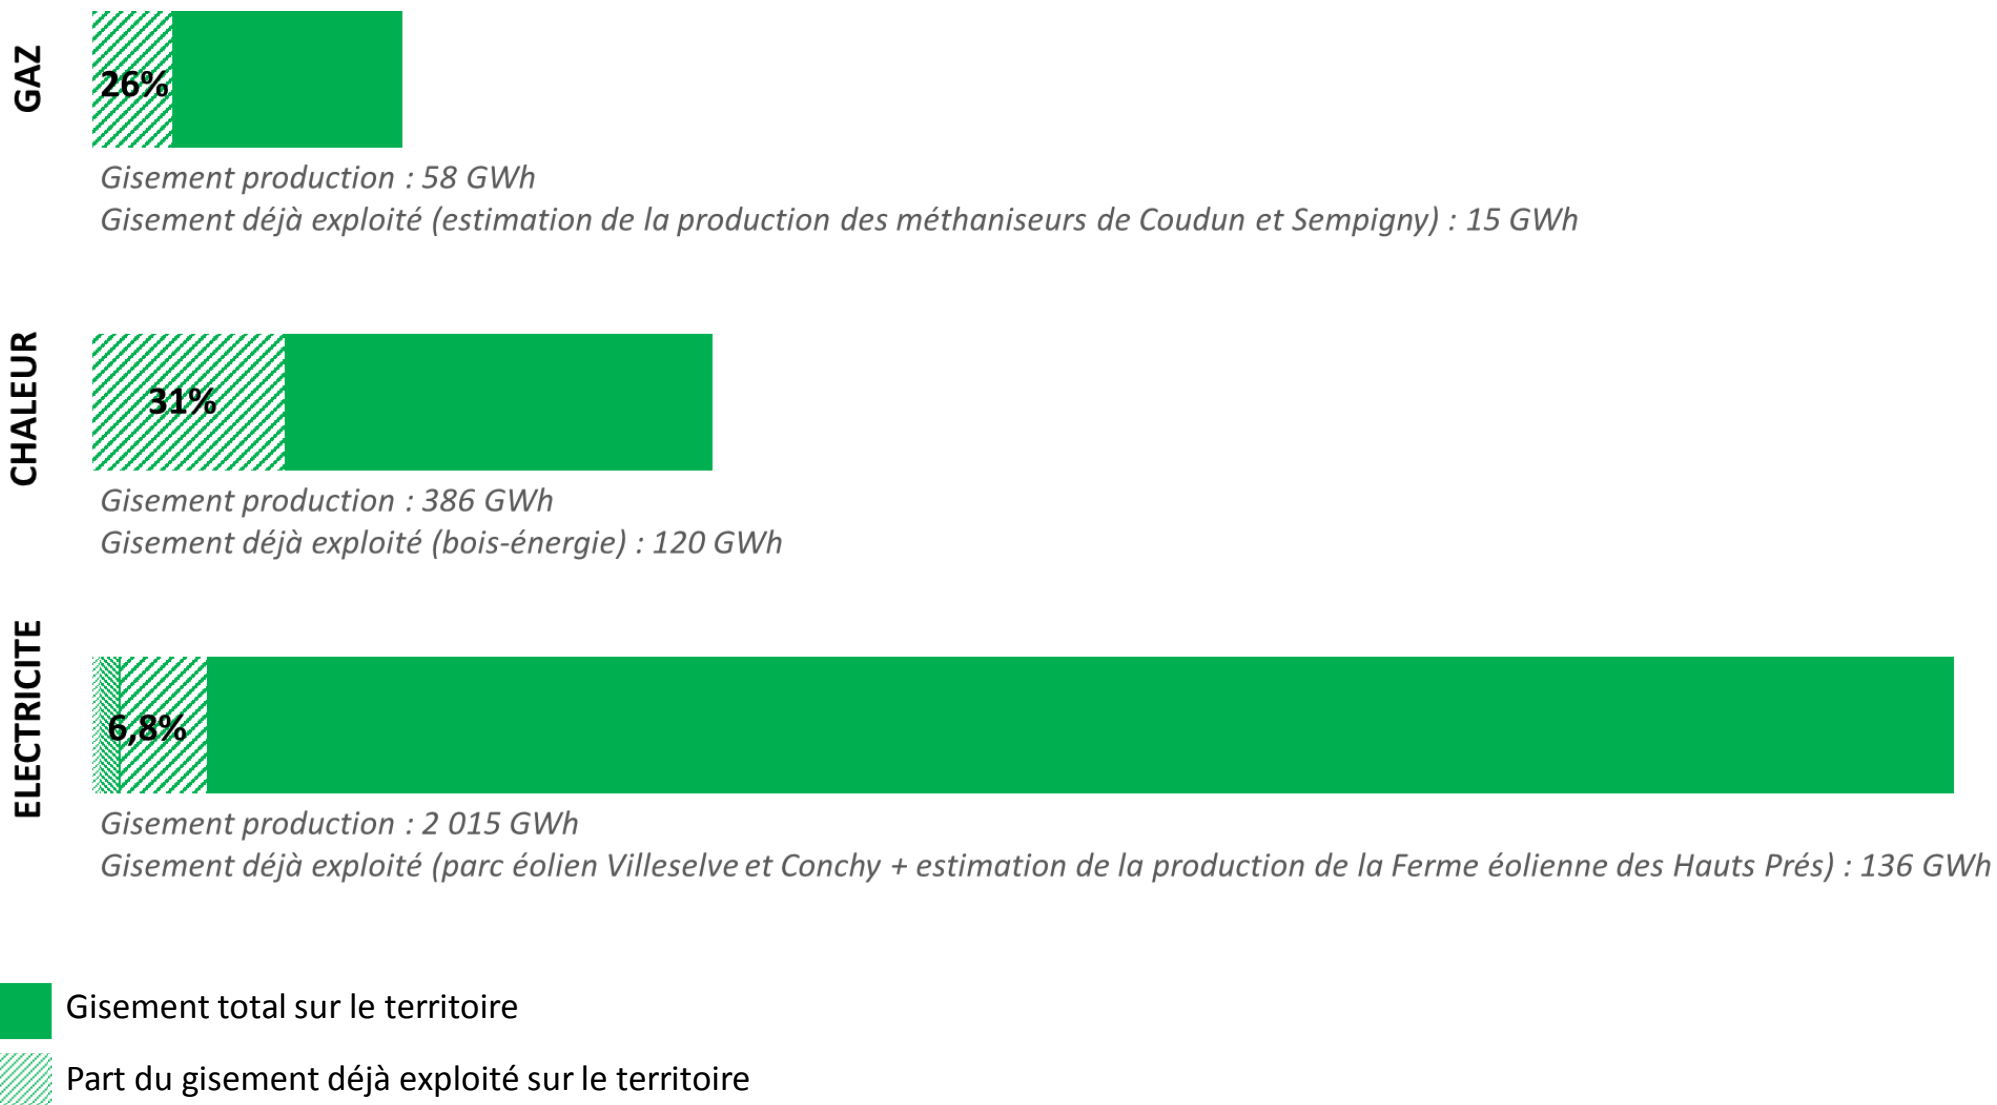 GAZ
26%
Gisement production : 58 GWh
Gisement déjà exploité (estimation de la production des méthaniseurs de Coudun et Sempigny) : 15 GWh
CHALEUR
31%
Gisement production : 386 GWh
Gisement déjà exploité (bois-énergie) : 120 GWh
ELECTRICITE
6,8%
Gisement production : 2 015 GWh
Gisement déjà exploité (parc éolien Villeselve et Conchy + estimation de la production de la Ferme éolienne des Hauts Prés) : 136 GWh
Gisement total sur le territoire
Part du gisement déjà exploité sur le territoire